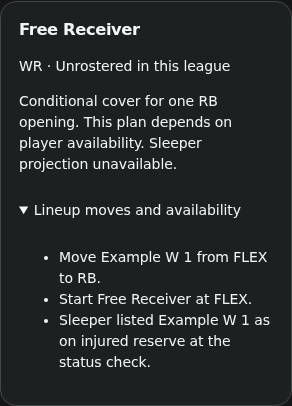 Free Receiver
WR · Unrostered in this league
Conditional cover for one RB
opening. This plan depends on
player availability. Sleeper
projection unavailable.
▼ Lineup moves and availability
• Move Example W 1 from FLEX
to RB.
• Start Free Receiver at FLEX.
• Sleeper listed Example W 1 as
on injured reserve at the
status check.